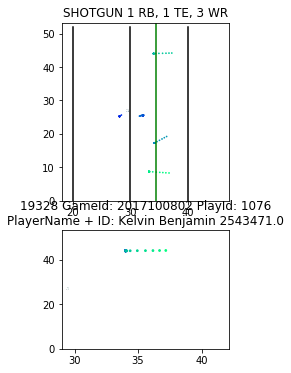 SHOTGUN 1 RB, 1 TE, 3 WR
50
40
30
20
10
0
20 30 40
19328 GameId: 2017100802 PlayId: 1076
PlayerName + ID: Kelvin Benjamin 2543471.0
40
20
0
30 35 40